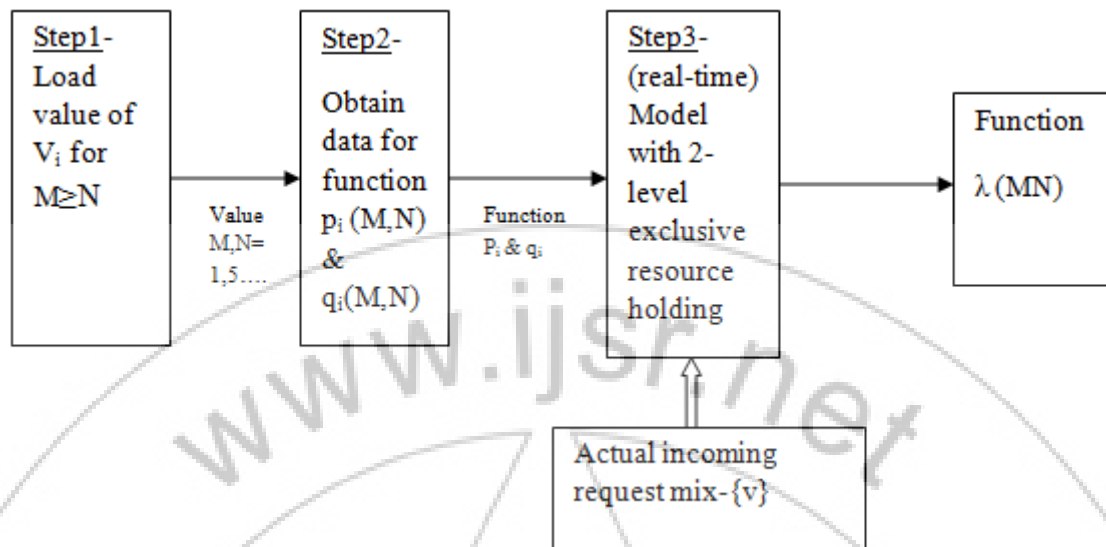 Step1-
Load
value of
Vᵢ for
M≥N
Value
M,N=
1,5....
Step2-
Obtain
data for
function
pᵢ (M,N)
&
qᵢ(M,N)
Function
Pᵢ & qᵢ
Step3-
(real-time)
Model
with 2-
level
exclusive
resource
holding
Function
λ (MN)
Actual incoming
request mix-{v}
www.ijsr.net